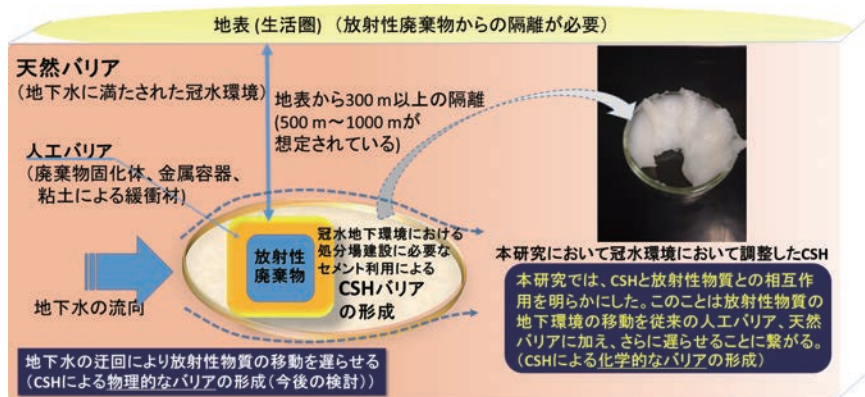 地表(生活圏) (放射性廃棄物からの隔離が必要)
天然バリア
(地下水に満たされた冠水環境)
地表から300 m以上の隔離
(500 m~1000 mが
想定されている)
人工バリア
(廃棄物固化体、金属容器、
粘土による緩衝材)
放射性
廃棄物
冠水地下環境における
処分場建設に必要な
セメント利用による
CSHバリア
の形成
地下水の流向
地下水の迂回により放射性物質の移動を遅らせる
(CSHによる物理的なバリアの形成(今後の検討))
本研究において冠水環境において調整したCSH
本研究では、CSHと放射性物質との相互作
用を明らかにした。このことは放射性物質の
地下環境の移動を従来の人工バリア、天然
バリアに加え、さらに遅らせることに繋がる。
(CSHによる化学的なバリアの形成)